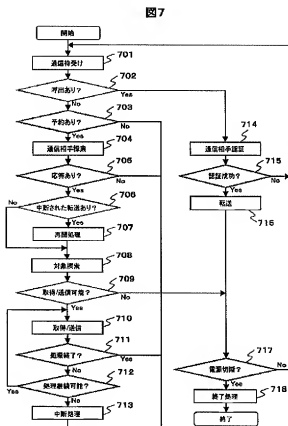 図7
開始
701
通信待受け
702
呼出あり?
Yes
No
703
予約あり?
No
Yes
704
通信相手探索
705
応答あり?
No
Yes
706
中断された転送あり?
No
Yes
707
再開処理
708
対象検索
709
取得/送信可能?
No
Yes
710
取得/送信
711
処理終了?
Yes
No
712
処理継続可能?
Yes
No
713
中断処理
714
通信相手認証
715
認証成功?
No
Yes
転送
716
717
電源切断?
No
Yes
718
終了処理
終了